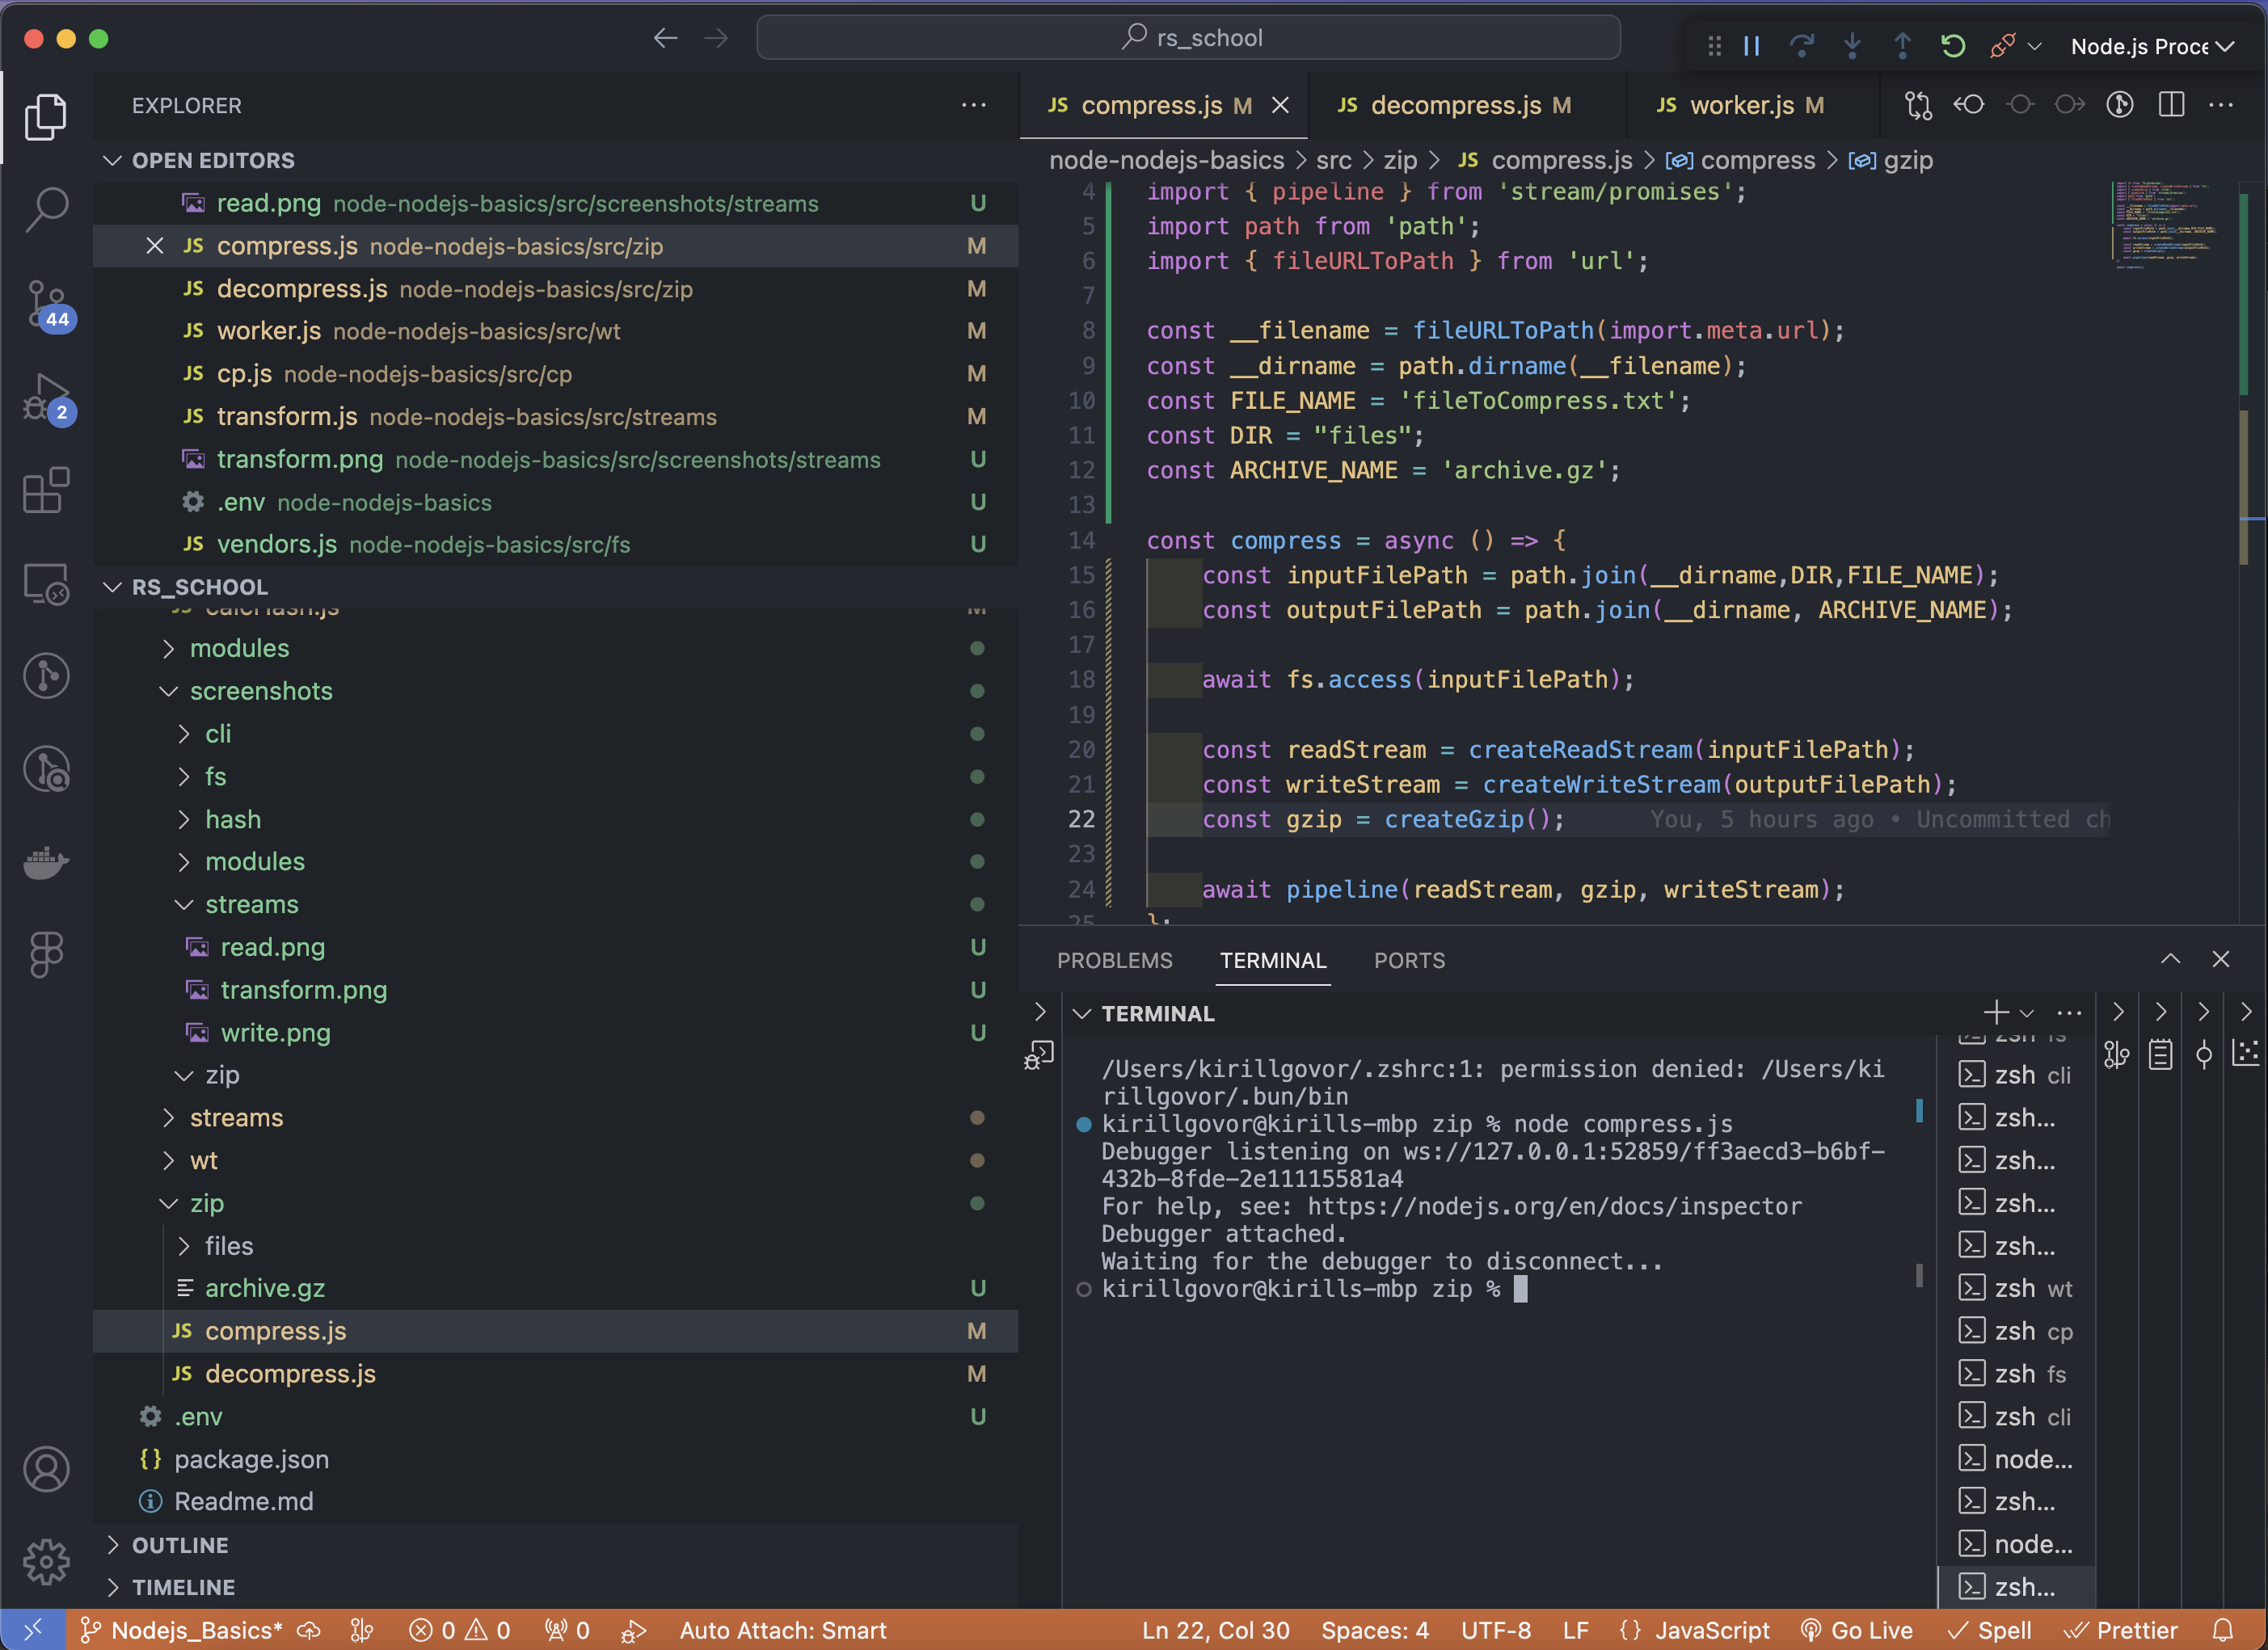 rs_school
Node.js Proce
EXPLORER
compress.js M
decompress.js M
worker.js M
OPEN EDITORS
node-nodejs-basics > src > zip > JS compress.js > compress > gzip
read.png node-nodejs-basics/src/screenshots/streams U
JS compress.js node-nodejs-basics/src/zip M
JS decompress.js node-nodejs-basics/src/zip M
JS worker.js node-nodejs-basics/src/wt M
JS cp.js node-nodejs-basics/src/cp M
JS transform.js node-nodejs-basics/src/streams M
transform.png node-nodejs-basics/src/screenshots/streams U
.env node-nodejs-basics U
JS vendors.js node-nodejs-basics/src/fs U
RS_SCHOOL
modules
screenshots
cli
fs
hash
modules
streams
read.png U
transform.png U
write.png U
zip
streams
wt
zip
files
archive.gz U
JS compress.js M
JS decompress.js M
.env U
{} package.json
Readme.md
OUTLINE
TIMELINE
44
2
4 import { pipeline } from 'stream/promises';
5 import path from 'path';
6 import { fileURLToPath } from 'url';
7
8 const __filename = fileURLToPath(import.meta.url);
9 const __dirname = path.dirname(__filename);
10 const FILE_NAME = 'fileToCompress.txt';
11 const DIR = "files";
12 const ARCHIVE_NAME = 'archive.gz';
13
14 const compress = async () => {
15 const inputFilePath = path.join(__dirname,DIR,FILE_NAME);
16 const outputFilePath = path.join(__dirname, ARCHIVE_NAME);
17
18 await fs.access(inputFilePath);
19
20 const readStream = createReadStream(inputFilePath);
21 const writeStream = createWriteStream(outputFilePath);
22 const gzip = createGzip(); You, 5 hours ago • Uncommitted ch
23
24 await pipeline(readStream, gzip, writeStream);
25 };
PROBLEMS TERMINAL PORTS
TERMINAL
/Users/kirillgovor/.zshrc:1: permission denied: /Users/ki
rillgovor/.bun/bin
kirillgovor@kirills-mbp zip % node compress.js
Debugger listening on ws://127.0.0.1:52859/ff3aecd3-b6bf-
432b-8fde-2e11115581a4
For help, see: https://nodejs.org/en/docs/inspector
Debugger attached.
Waiting for the debugger to disconnect...
kirillgovor@kirills-mbp zip %
zsh fs
zsh cli
zsh...
zsh...
zsh...
zsh...
zsh wt
zsh cp
zsh fs
zsh cli
node...
zsh...
node...
zsh...
Nodejs_Basics* 0 0 0 Auto Attach: Smart Ln 22, Col 30 Spaces: 4 UTF-8 LF {} JavaScript Go Live Spell Prettier